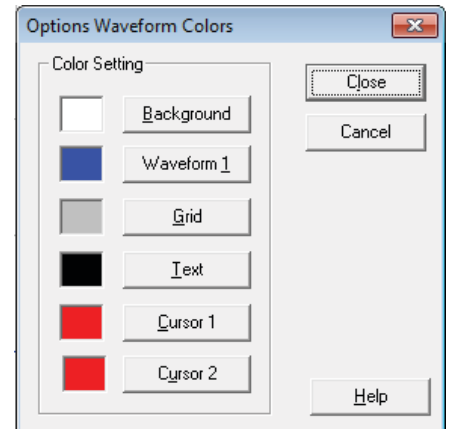 Options Waveform Colors
Color Setting
Background
Waveform 1
Grid
Text
Cursor 1
Cursor 2
Close
Cancel
Help